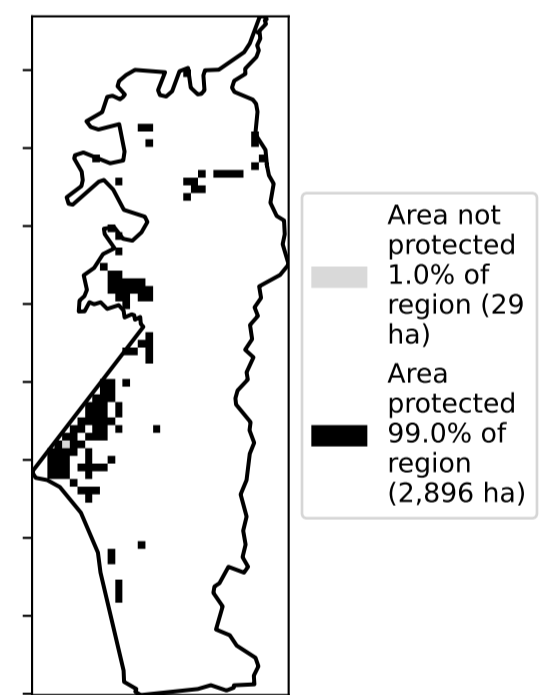 Area not
protected
1.0% of
region (29
ha)
Area
protected
99.0% of
region
(2,896 ha)